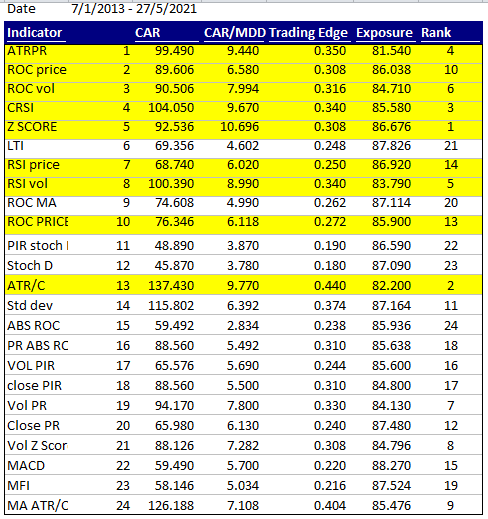 Date 7/1/2013 - 27/5/2021
Indicator CAR CAR/MDD Trading Edge Exposure Rank
ATRPR 1 99.490 9.440 0.350 81.540 4
ROC price 2 89.606 6.580 0.308 86.038 10
ROC vol 3 90.506 7.994 0.316 84.710 6
CRSI 4 104.050 9.670 0.340 85.580 3
Z SCORE 5 92.536 10.696 0.308 86.676 1
LTI 6 69.356 4.602 0.248 87.826 21
RSI price 7 68.740 6.020 0.250 86.920 14
RSI vol 8 100.390 8.990 0.340 83.790 5
ROC MA 9 74.608 4.990 0.262 87.114 20
ROC PRICE 10 76.346 6.118 0.272 85.900 13
PIR stoch 11 48.890 3.870 0.190 86.590 22
Stoch D 12 45.870 3.780 0.180 87.090 23
ATR/C 13 137.430 9.770 0.440 82.200 2
Std dev 14 115.802 6.392 0.374 87.164 11
ABS ROC 15 59.492 2.834 0.238 85.936 24
PR ABS RC 16 88.560 5.492 0.310 85.638 18
VOL PIR 17 65.576 5.690 0.244 85.600 16
close PIR 18 88.560 5.500 0.310 84.800 17
Vol PR 19 94.170 7.800 0.330 84.130 7
Close PR 20 65.980 6.130 0.240 87.480 12
Vol Z Scor 21 88.126 7.282 0.308 84.796 8
MACD 22 59.490 5.700 0.220 88.270 15
MFI 23 58.146 5.034 0.216 87.524 19
MA ATR/C 24 126.188 7.108 0.404 85.476 9